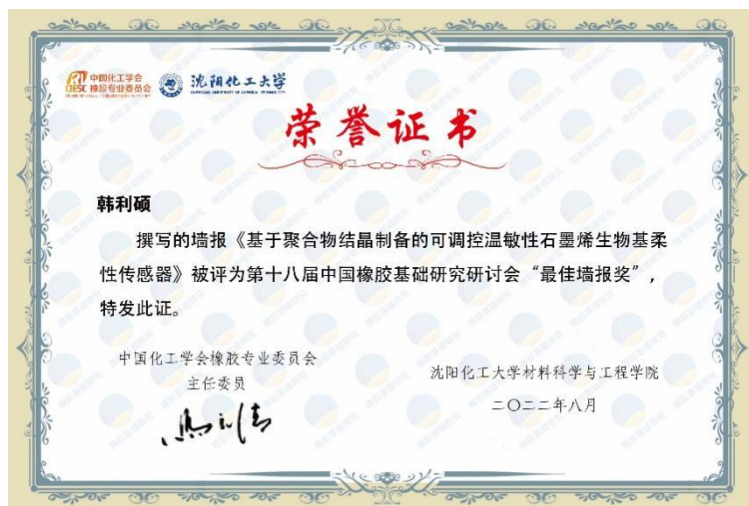 中国化工学会
CIESC 橡胶专业委员会
沈阳化工大学
SHENYANG UNIVERSITY OF CHEMICAL TECHNOLOGY
荣誉证书
韩利硕
撰写的墙报《基于聚合物结晶制备的可调控温敏性石墨烯生物基柔
性传感器》被评为第十八届中国橡胶基础研究研讨会“最佳墙报奖”，
特发此证。
中国化工学会橡胶专业委员会
主任委员
沈阳化工大学材料科学与工程学院
二〇二二年八月